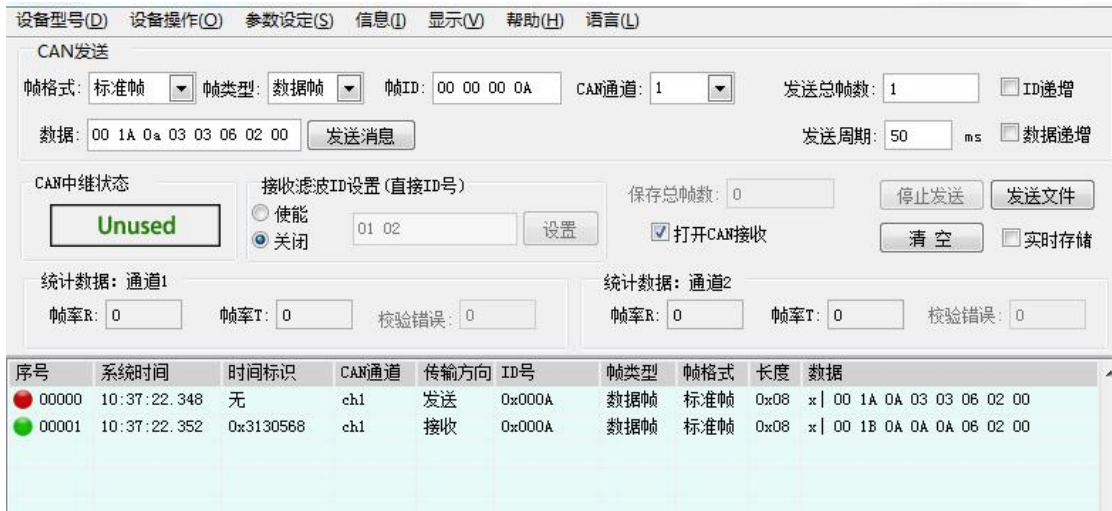 设备型号(D) 设备操作(O) 参数设定(S) 信息(I) 显示(V) 帮助(H) 语言(L)
CAN发送
帧格式: 标准帧 帧类型: 数据帧 帧ID: 00 00 00 0A CAN通道: 1 发送总帧数: 1 ID递增
数据: 00 1A 0a 03 03 06 02 00 发送消息 发送周期: 50 ms 数据递增
CAN中继状态 接收滤波ID设置(直接ID号) 保存总帧数: 0 停止发送 发送文件
Unused 使能 01 02 设置
关闭 打开CAN接收 清 空 实时存储
统计数据: 通道1 统计数据: 通道2
帧率R: 0 帧率T: 0 校验错误: 0 帧率R: 0 帧率T: 0 校验错误: 0
序号 系统时间 时间标识 CAN通道 传输方向 ID号 帧类型 帧格式 长度 数据
00000 10:37:22.348 无 ch1 发送 0x000A 数据帧 标准帧 0x08 x| 00 1A 0A 03 03 06 02 00
00001 10:37:22.352 0x3130568 ch1 接收 0x000A 数据帧 标准帧 0x08 x| 00 1B 0A 0A 0A 06 02 00